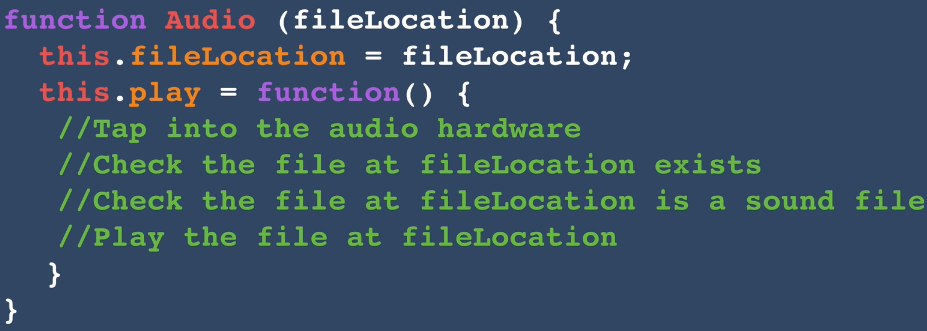 function Audio (fileLocation) {
this.fileLocation = fileLocation;
this.play = function() {
//Tap into the audio hardware
//Check the file at fileLocation exists
//Check the file at fileLocation is a sound file
//Play the file at fileLocation
}
}